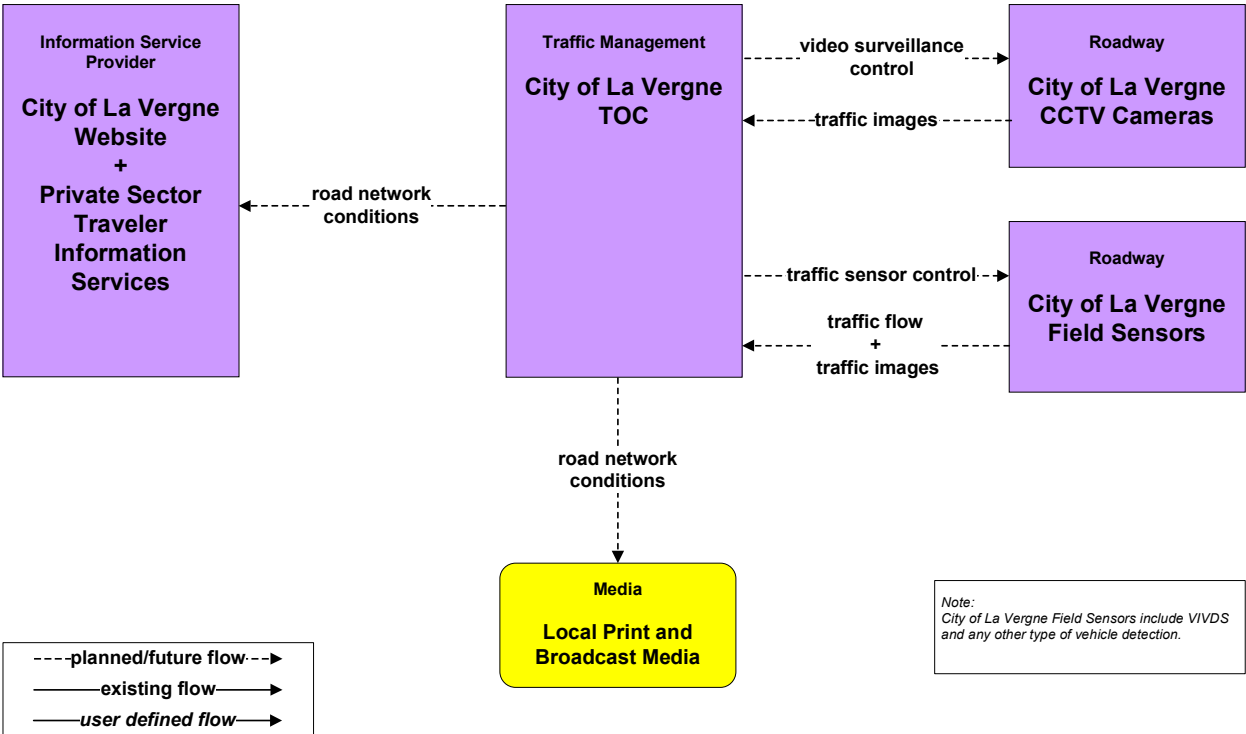 Information Service
Provider
City of La Vergne
Website
+
Private Sector
Traveler
Information
Services
road network
conditions
Traffic Management
City of La Vergne
TOC
video surveillance
control
traffic images
Roadway
City of La Vergne
CCTV Cameras
traffic sensor control
traffic flow
+
traffic images
Roadway
City of La Vergne
Field Sensors
road network
conditions
Media
Local Print and
Broadcast Media
Note:
City of La Vergne Field Sensors include VIVDS
and any other type of vehicle detection.
planned/future flow
existing flow
user defined flow